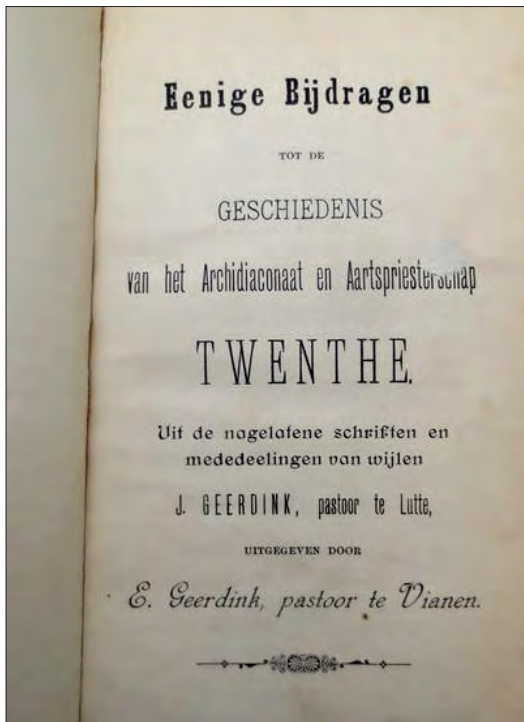 Eenige Bijdragen
TOT DE
GESCHIEDENIS
van het Archidiaconaat en Aartspriesterschap
TWENTHE.
Uit de nagelatene schriften en
mededeelingen van wijlen
J. GEERDINK, pastoor te Lutte,
UITGEGEVEN DOOR
E. Geerdink, pastoor te Vianen.